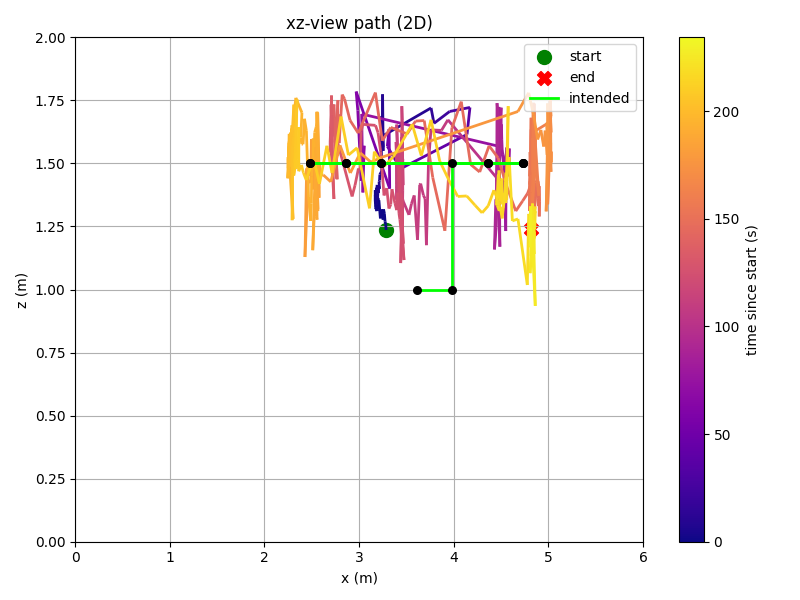 xz-view path (2D)
2.00
1.75
1.50
1.25
1.00
0.75
0.50
0.25
0.00
z (m)
0 1 2 3 4 5 6
x (m)
start
end
intended
200
150
100
50
0
time since start (s)